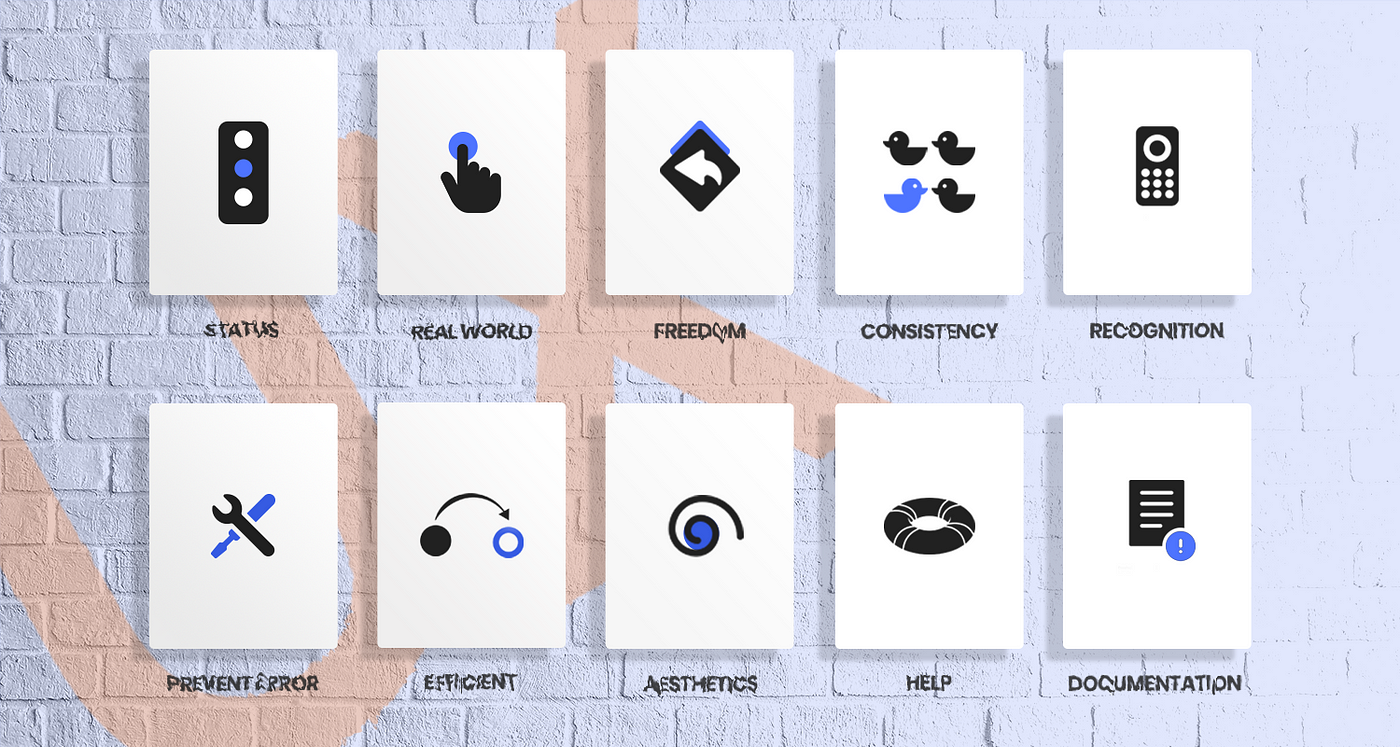 STATUS
REAL WORLD
FREEDOM
CONSISTENCY
RECOGNITION
PREVENT ERROR
EFFICIENT
AESTHETICS
HELP
DOCUMENTATION